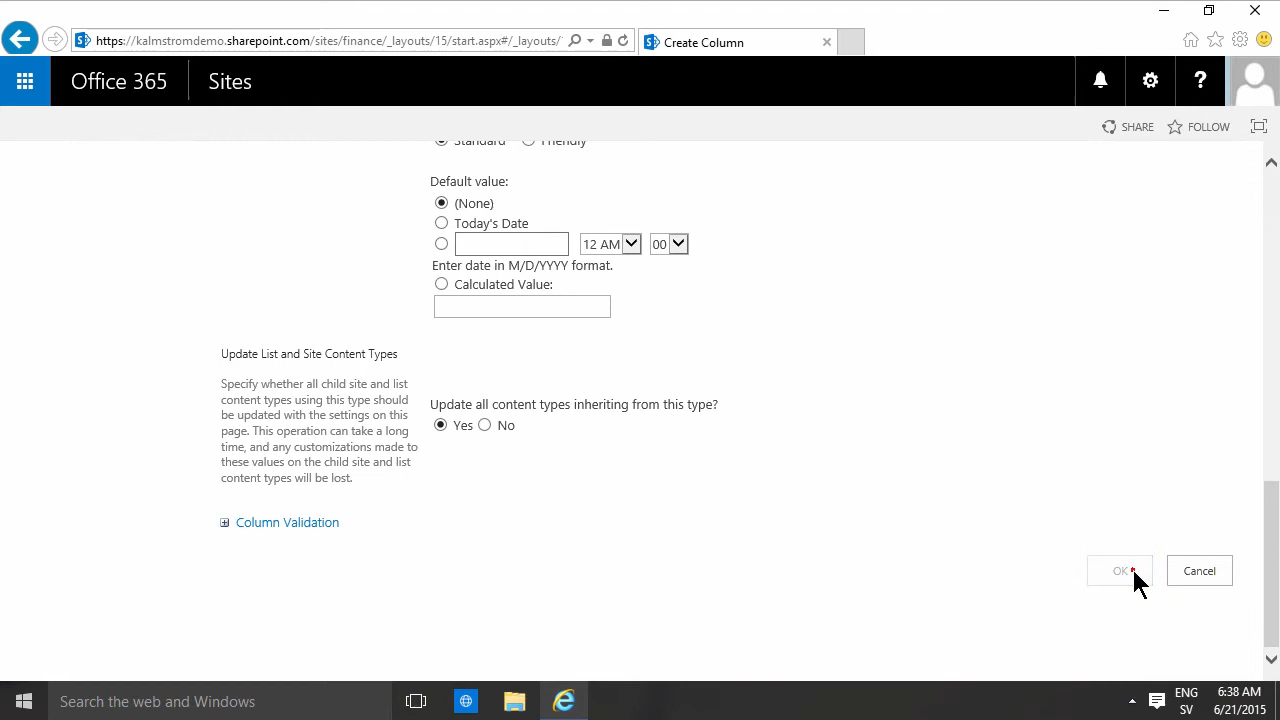 https://kalmstromdemo.sharepoint.com/sites/finance/_layouts/15/start.aspx#/_layouts/
Create Column
Office 365
Sites
SHARE
FOLLOW
Standard
Friendly
Default value:
(None)
Today's Date
12 AM
00
Enter date in M/D/YYYY format.
Calculated Value:
Update List and Site Content Types
Specify whether all child site and list
content types using this type should
be updated with the settings on this
page. This operation can take a long
time, and any customizations made to
these values on the child site and list
content types will be lost.
Update all content types inheriting from this type?
Yes
No
Column Validation
OK
Cancel
Search the web and Windows
ENG
SV
6:38 AM
6/21/2015